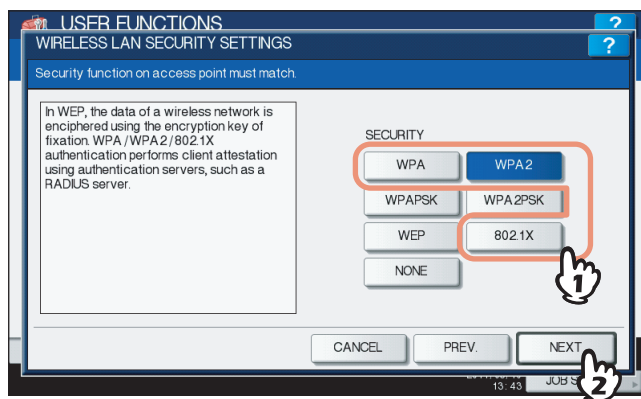 USER FUNCTIONS
?
WIRELESS LAN SECURITY SETTINGS
?
Security function on access point must match.
In WEP, the data of a wireless network is
enciphered using the encryption key of
fixation. WPA/WPA2/802.1X
authentication performs client attestation
using authentication servers, such as a
RADIUS server.
SECURITY
WPA
WPA2
WPAPSK
WPA2PSK
WEP
802.1X
NONE
1
CANCEL
PREV.
NEXT
2
13:43
JOB